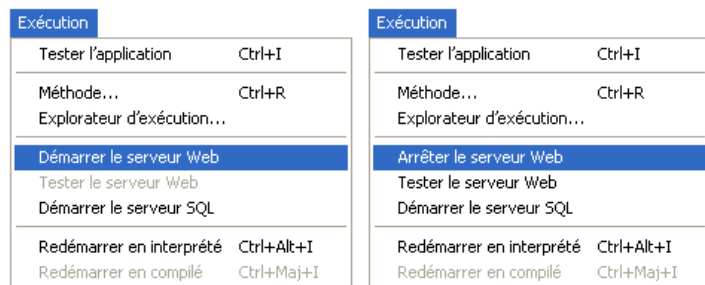 Exécution
Tester l'application Ctrl+I
Méthode... Ctrl+R
Explorateur d'exécution...
Démarrer le serveur Web
Tester le serveur Web
Démarrer le serveur SQL
Redémarrer en interprété Ctrl+Alt+I
Redémarrer en compilé Ctrl+Maj+I
Exécution
Tester l'application Ctrl+I
Méthode... Ctrl+R
Explorateur d'exécution...
Arrêter le serveur Web
Tester le serveur Web
Démarrer le serveur SQL
Redémarrer en interprété Ctrl+Alt+I
Redémarrer en compilé Ctrl+Maj+I